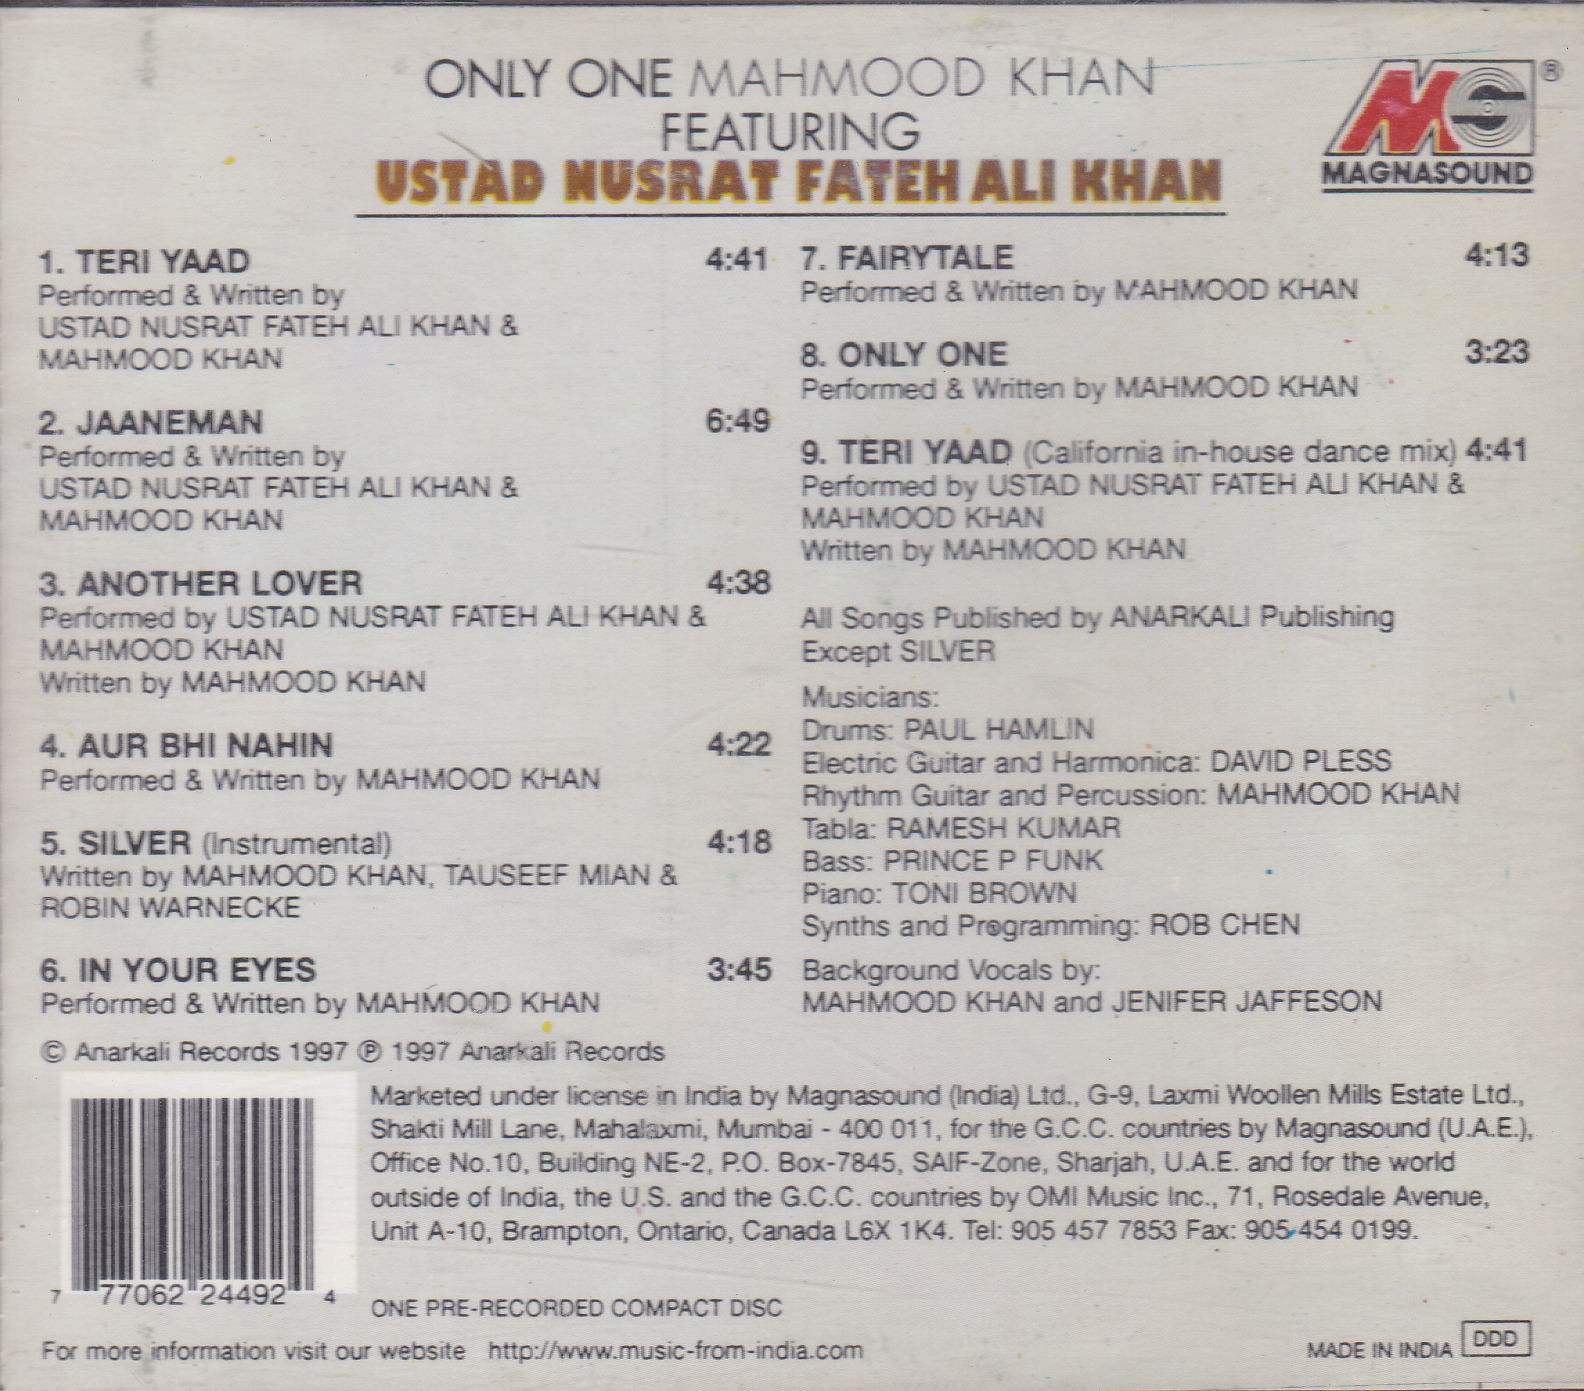 ONLY ONE MAHMOOD KHAN
FEATURING
USTAD NUSRAT FATEH ALI KHAN
MAGNASOUND
®
1. TERI YAAD 4:41
Performed & Written by
USTAD NUSRAT FATEH ALI KHAN &
MAHMOOD KHAN
2. JAANEMAN 6:49
Performed & Written by
USTAD NUSRAT FATEH ALI KHAN &
MAHMOOD KHAN
3. ANOTHER LOVER 4:38
Performed by USTAD NUSRAT FATEH ALI KHAN &
MAHMOOD KHAN
Written by MAHMOOD KHAN
4. AUR BHI NAHIN 4:22
Performed & Written by MAHMOOD KHAN
5. SILVER (Instrumental) 4:18
Written by MAHMOOD KHAN, TAUSEEF MIAN &
ROBIN WARNECKE
6. IN YOUR EYES 3:45
Performed & Written by MAHMOOD KHAN
7. FAIRYTALE 4:13
Performed & Written by MAHMOOD KHAN
8. ONLY ONE 3:23
Performed & Written by MAHMOOD KHAN
9. TERI YAAD (California in-house dance mix) 4:41
Performed by USTAD NUSRAT FATEH ALI KHAN &
MAHMOOD KHAN
Written by MAHMOOD KHAN
All Songs Published by ANARKALI Publishing
Except SILVER
Musicians:
Drums: PAUL HAMLIN
Electric Guitar and Harmonica: DAVID PLESS
Rhythm Guitar and Percussion: MAHMOOD KHAN
Tabla: RAMESH KUMAR
Bass: PRINCE P FUNK
Piano: TONI BROWN
Synths and Programming: ROB CHEN
Background Vocals by:
MAHMOOD KHAN and JENIFER JAFFESON
© Anarkali Records 1997 ℗ 1997 Anarkali Records
Marketed under license in India by Magnasound (India) Ltd., G-9, Laxmi Woollen Mills Estate Ltd.,
Shakti Mill Lane, Mahalaxmi, Mumbai - 400 011, for the G.C.C. countries by Magnasound (U.A.E.),
Office No.10, Building NE-2, P.O. Box-7845, SAIF-Zone, Sharjah, U.A.E. and for the world
outside of India, the U.S. and the G.C.C. countries by OMI Music Inc., 71, Rosedale Avenue,
Unit A-10, Brampton, Ontario, Canada L6X 1K4. Tel: 905 457 7853 Fax: 905 454 0199.
7 77062 24492 4
ONE PRE-RECORDED COMPACT DISC
For more information visit our website http://www.music-from-india.com
MADE IN INDIA DDD